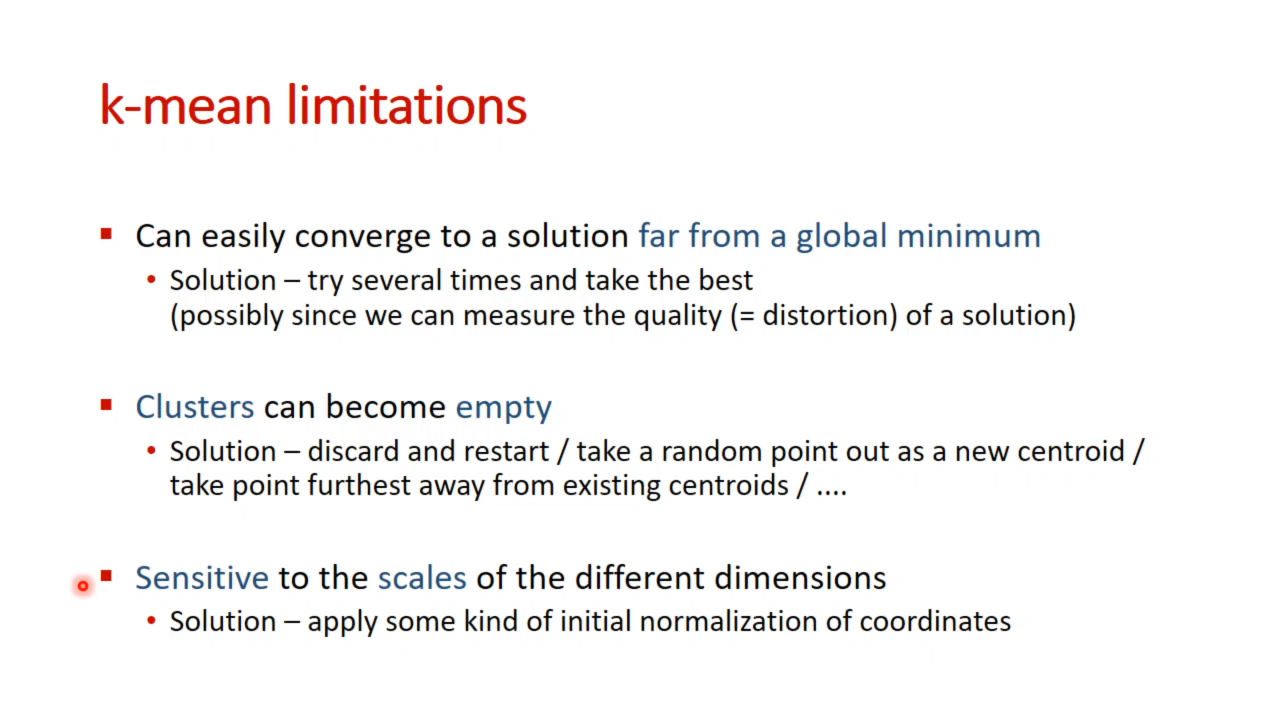 k-mean limitations
▪ Can easily converge to a solution far from a global minimum
• Solution – try several times and take the best
(possibly since we can measure the quality (= distortion) of a solution)
▪ Clusters can become empty
• Solution – discard and restart / take a random point out as a new centroid /
take point furthest away from existing centroids / ....
▪ Sensitive to the scales of the different dimensions
• Solution – apply some kind of initial normalization of coordinates